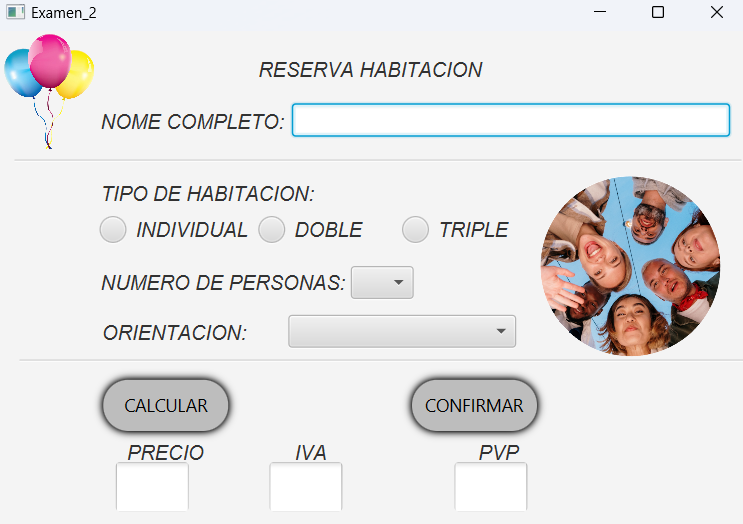 Examen_2
RESERVA HABITACION
NOME COMPLETO:
TIPO DE HABITACION:
INDIVIDUAL DOBLE TRIPLE
NUMERO DE PERSONAS:
ORIENTACION:
CALCULAR CONFIRMAR
PRECIO IVA PVP